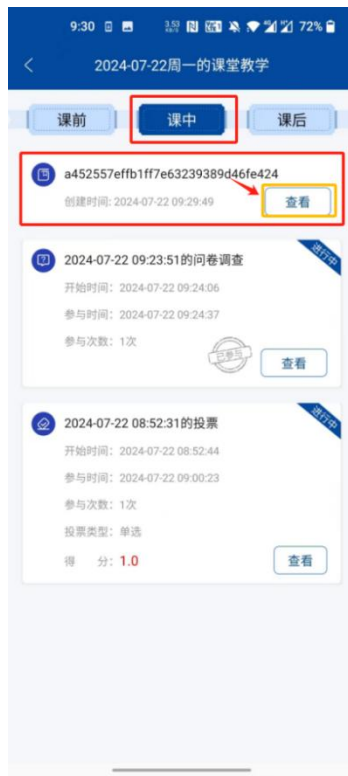 9:30
3.53 KB/S
72%
2024-07-22周一的课堂教学
课前
课中
课后
a452557effb1ff7e63239389d46fe424
创建时间: 2024-07-22 09:29:49
查看
2024-07-22 09:23:51的问卷调查
进行中
开始时间：2024-07-22 09:24:06
参与时间：2024-07-22 09:24:37
参与次数：1次
已参与
查看
2024-07-22 08:52:31的投票
进行中
开始时间：2024-07-22 08:52:44
参与时间：2024-07-22 09:00:23
参与次数：1次
投票类型：单选
得 分：1.0
查看